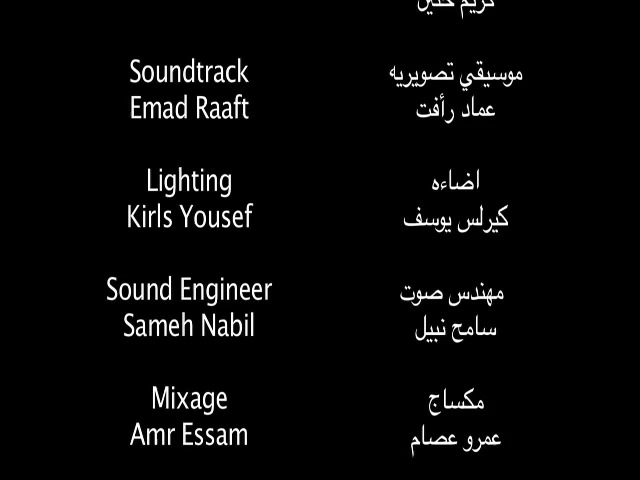 Soundtrack
Emad Raaft
Lighting
Kirls Yousef
Sound Engineer
Sameh Nabil
Mixage
Amr Essam
موسيقي تصويريه
عماد رأفت
اضاءه
كيرلس يوسف
مهندس صوت
سامح نبيل
مكساج
عمرو عصام